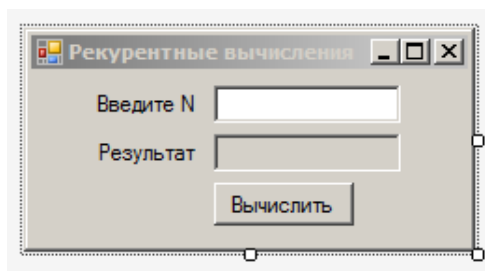 Рекурентные вычисления
Введите N
Результат
Вычислить